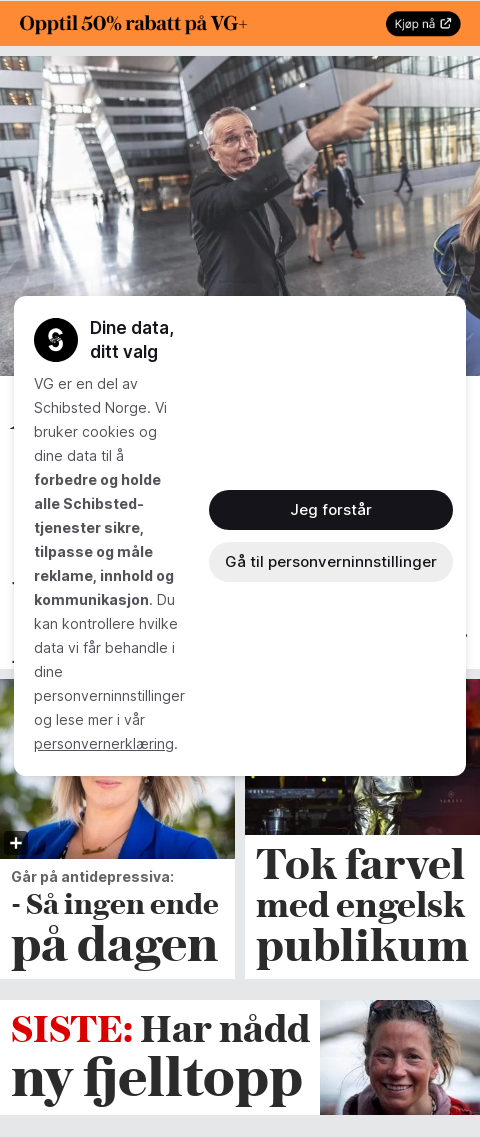 Opptil 50% rabatt på VG+
Kjøp nå
Dine data,
ditt valg
VG er en del av
Schibsted Norge. Vi
bruker cookies og
dine data til å
forbedre og holde
alle Schibsted-
tjenester sikre,
tilpasse og måle
reklame, innhold og
kommunikasjon. Du
kan kontrollere hvilke
data vi får behandle i
dine
personverninnstillinger
og lese mer i vår
personvernerklæring.
Jeg forstår
Gå til personverninnstillinger
Går på antidepressiva:
- Så ingen ende
på dagen
Tok farvel
med engelsk
publikum
SISTE: Har nådd
ny fjelltopp